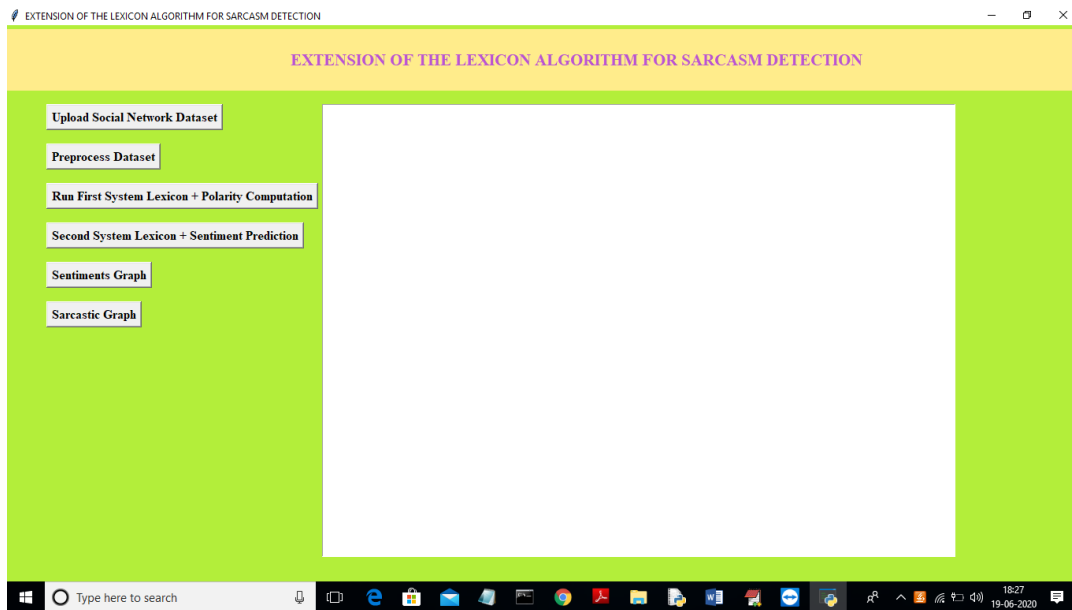 EXTENSION OF THE LEXICON ALGORITHM FOR SARCASM DETECTION
EXTENSION OF THE LEXICON ALGORITHM FOR SARCASM DETECTION
Upload Social Network Dataset
Preprocess Dataset
Run First System Lexicon + Polarity Computation
Second System Lexicon + Sentiment Prediction
Sentiments Graph
Sarcastic Graph
Type here to search
18:27
19-06-2020